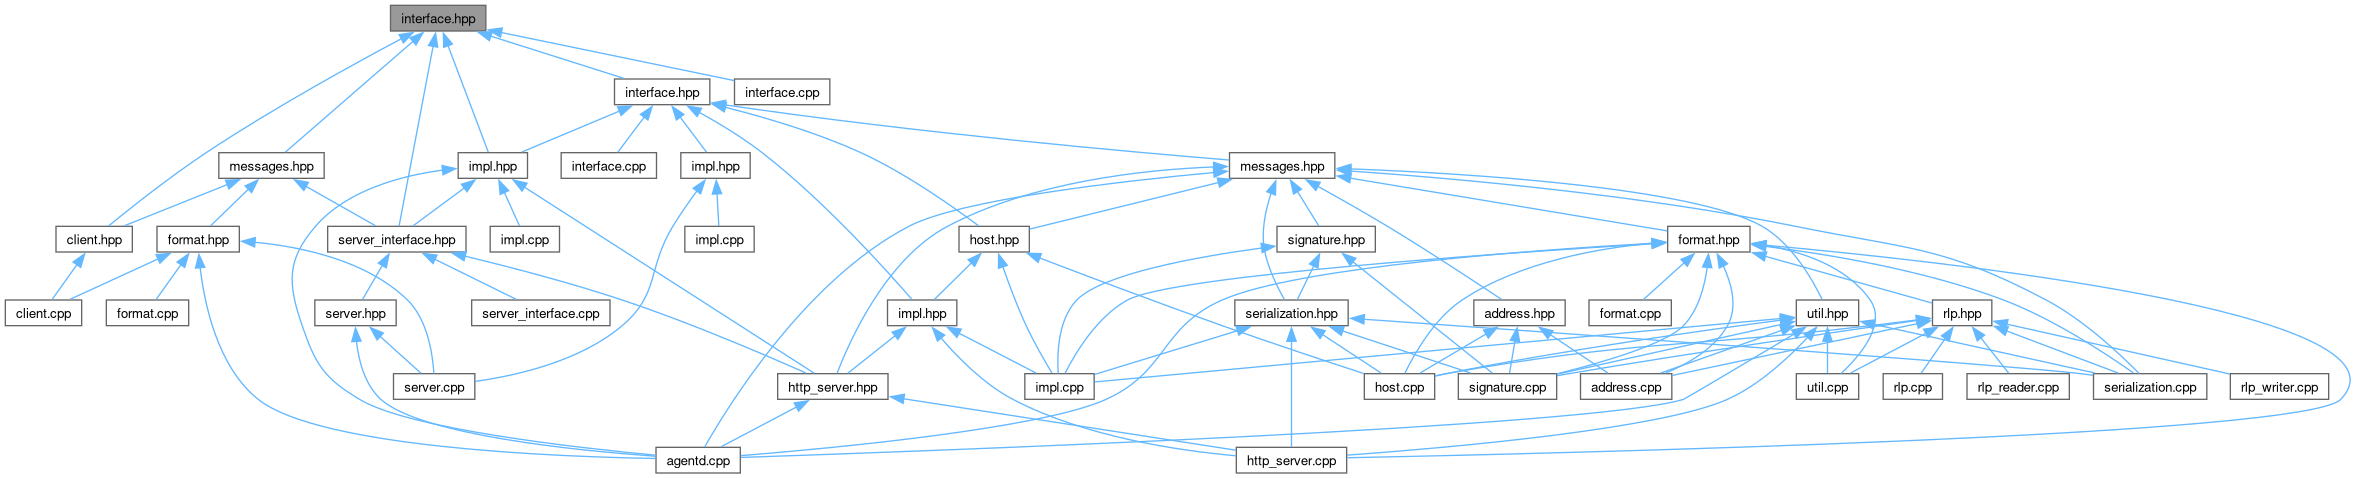 interface.hpp
interface.hpp
interface.cpp
messages.hpp
impl.hpp
interface.cpp
impl.hpp
messages.hpp
client.hpp
format.hpp
server_interface.hpp
impl.cpp
impl.cpp
host.hpp
signature.hpp
format.hpp
client.cpp
format.cpp
server.hpp
server_interface.cpp
impl.hpp
serialization.hpp
address.hpp
format.cpp
util.hpp
rlp.hpp
server.cpp
http_server.hpp
impl.cpp
host.cpp
signature.cpp
address.cpp
util.cpp
rlp.cpp
rlp_reader.cpp
serialization.cpp
rlp_writer.cpp
agentd.cpp
http_server.cpp